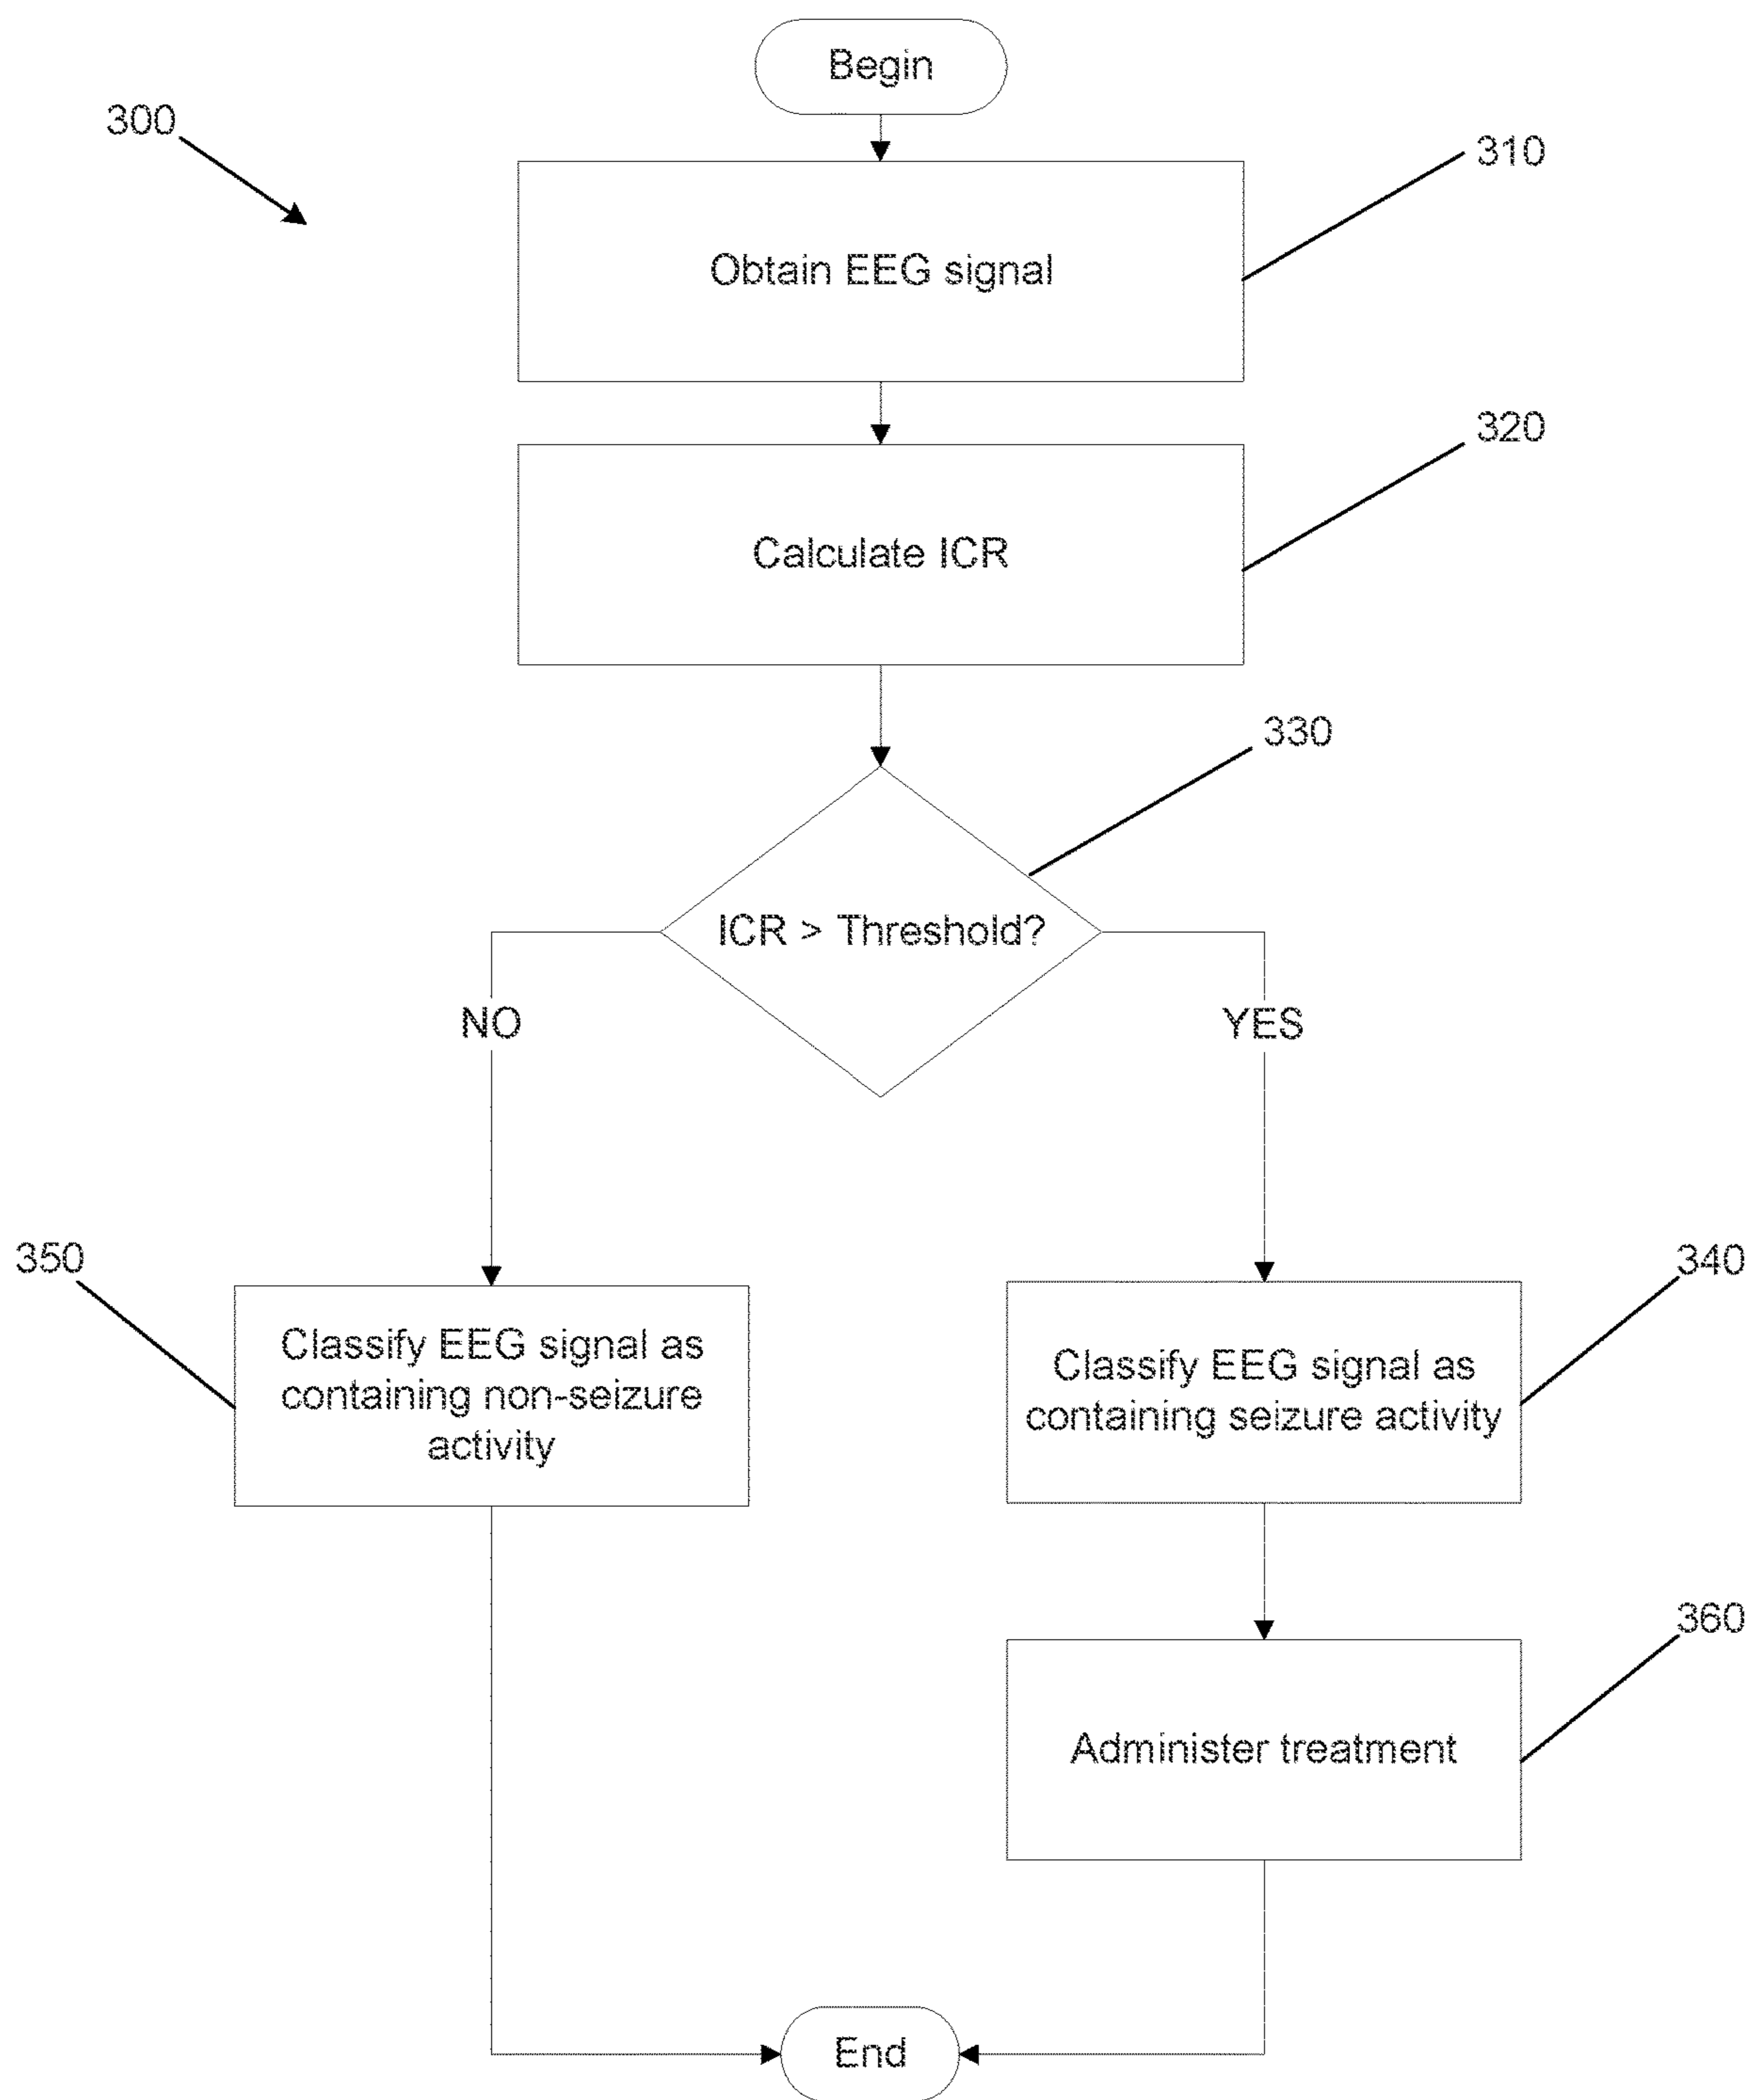 Begin
300
310
Obtain EEG signal
320
Calculate ICR
330
ICR > Threshold?
NO
YES
350
340
Classify EEG signal as
containing non-seizure
activity
Classify EEG signal as
containing seizure activity
360
Administer treatment
End